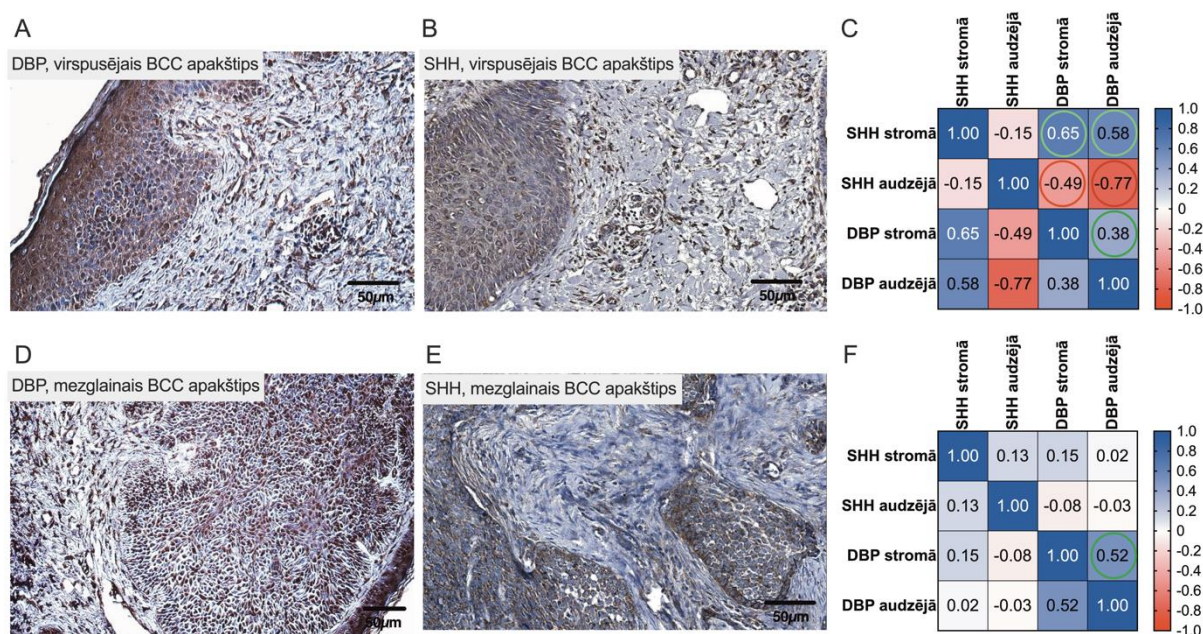 A
DBP, virspusējais BCC apakštips
50µm
B
SHH, virspusējais BCC apakštips
50µm
C
SHH stromā
SHH audzējā
DBP stromā
DBP audzējā
SHH stromā 1.00 -0.15 0.65 0.58
SHH audzējā -0.15 1.00 -0.49 -0.77
DBP stromā 0.65 -0.49 1.00 0.38
DBP audzējā 0.58 -0.77 0.38 1.00
1.0
0.8
0.6
0.4
0.2
0
-0.2
-0.4
-0.6
-0.8
-1.0
D
DBP, mezglainais BCC apakštips
50µm
E
SHH, mezglainais BCC apakštips
50µm
F
SHH stromā
SHH audzējā
DBP stromā
DBP audzējā
SHH stromā 1.00 0.13 0.15 0.02
SHH audzējā 0.13 1.00 -0.08 -0.03
DBP stromā 0.15 -0.08 1.00 0.52
DBP audzējā 0.02 -0.03 0.52 1.00
1.0
0.8
0.6
0.4
0.2
0
-0.2
-0.4
-0.6
-0.8
-1.0